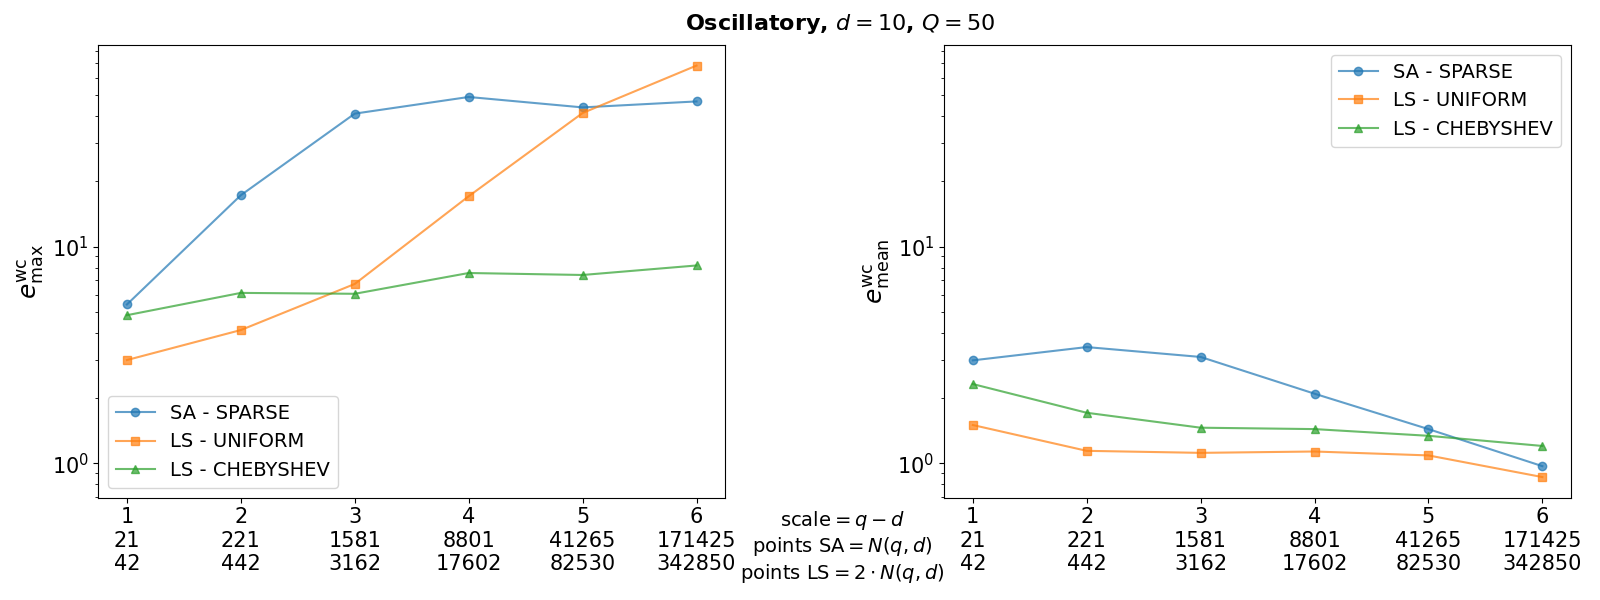 Oscillatory, d = 10, Q = 50
e^wc_max
10^1
10^0
SA - SPARSE
LS - UNIFORM
LS - CHEBYSHEV
1 2 3 4 5 6
21 221 1581 8801 41265 171425
42 442 3162 17602 82530 342850
scale = q − d
points SA = N(q, d)
points LS = 2 · N(q, d)
e^wc_mean
10^1
10^0
SA - SPARSE
LS - UNIFORM
LS - CHEBYSHEV
1 2 3 4 5 6
21 221 1581 8801 41265 171425
42 442 3162 17602 82530 342850